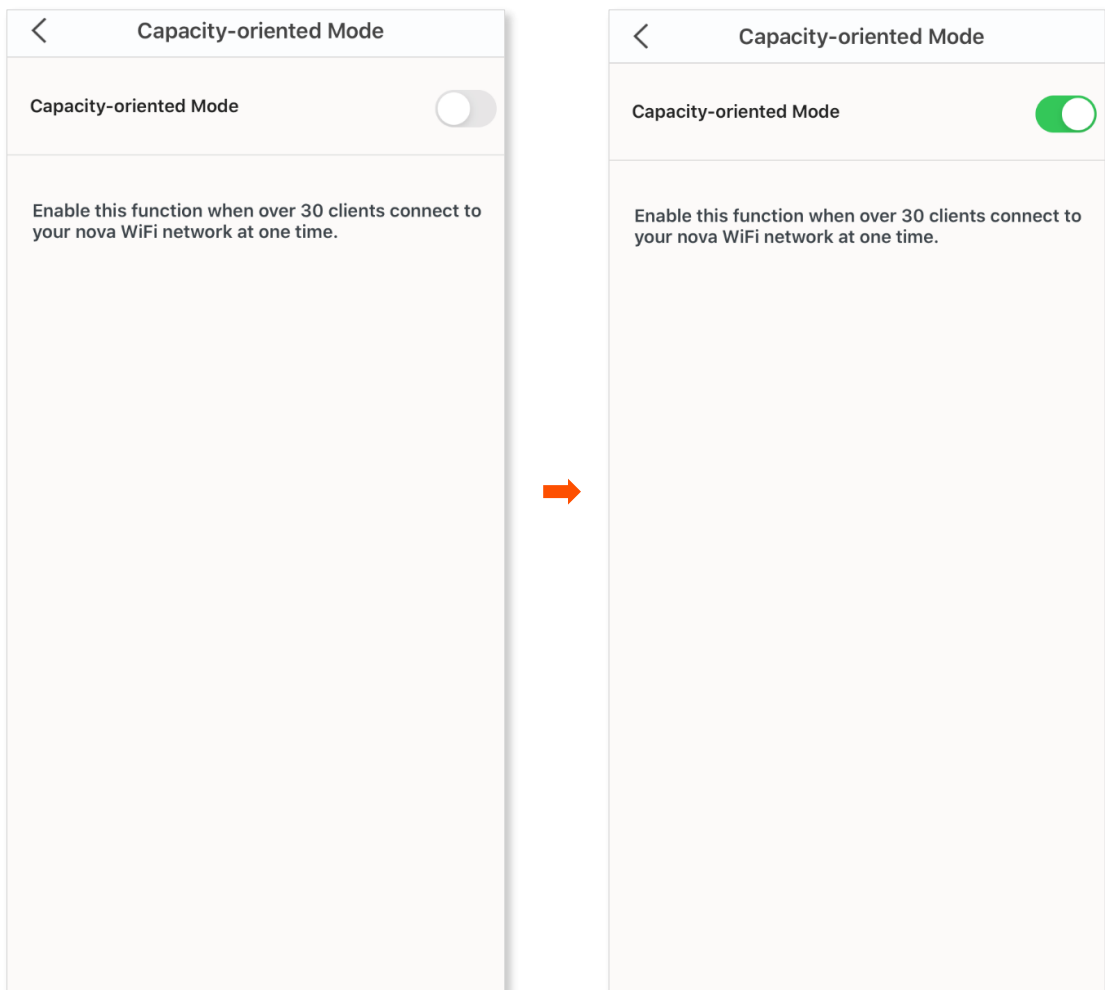 Capacity-oriented Mode
Capacity-oriented Mode
Enable this function when over 30 clients connect to
your nova WiFi network at one time.
Capacity-oriented Mode
Capacity-oriented Mode
Enable this function when over 30 clients connect to
your nova WiFi network at one time.